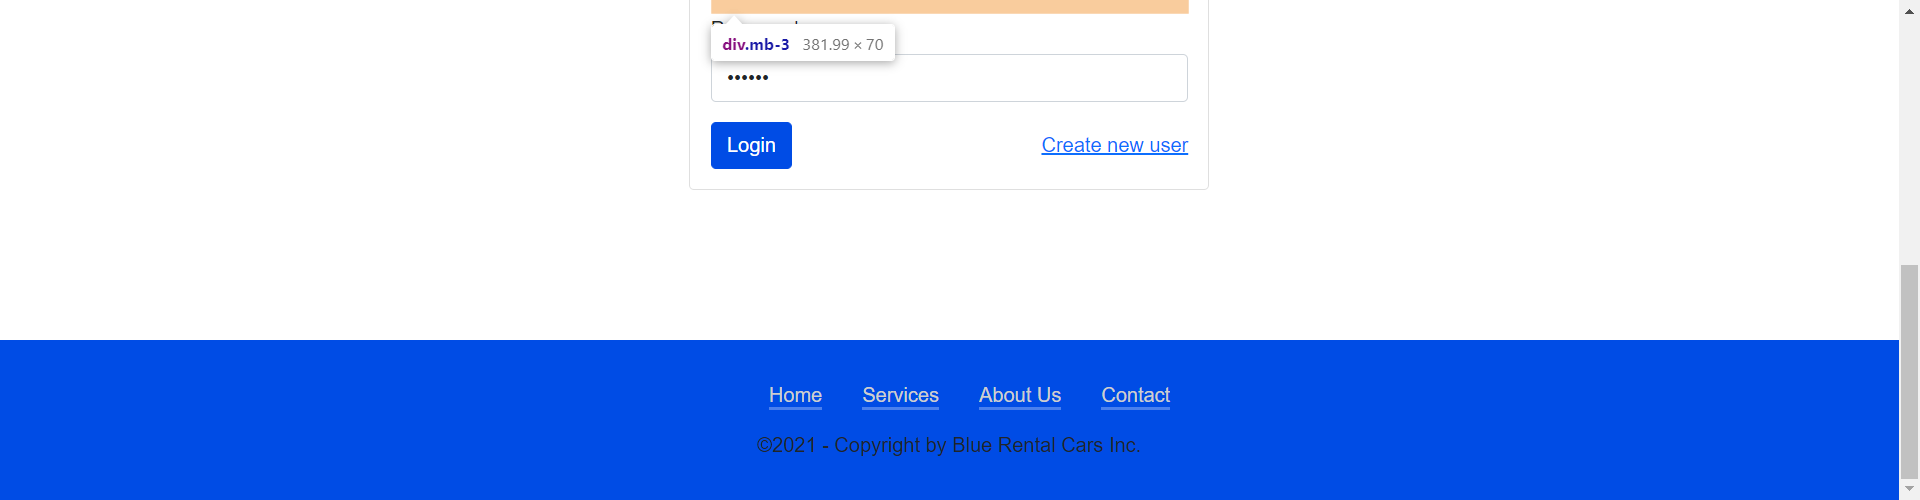 div.mb-3 381.99 × 70
••••••
Login
Create new user
Home Services About Us Contact
©2021 - Copyright by Blue Rental Cars Inc.